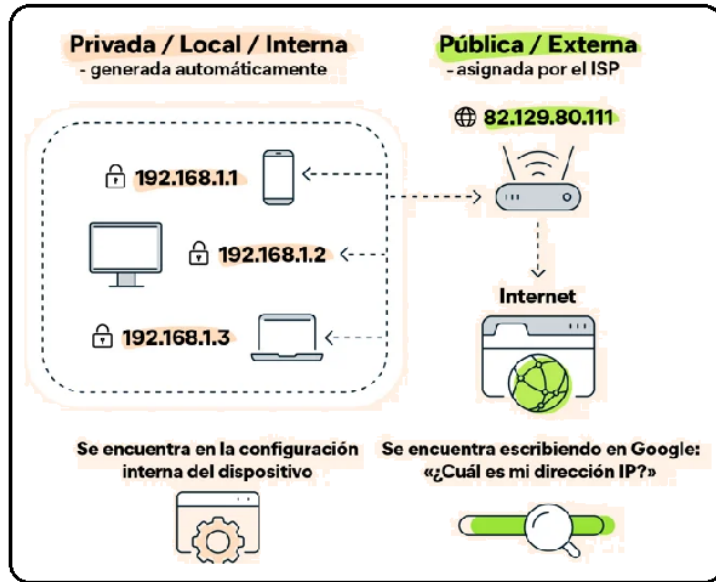 Privada / Local / Interna
- generada automáticamente
Pública / Externa
- asignada por el ISP
82.129.80.111
192.168.1.1
192.168.1.2
192.168.1.3
Internet
Se encuentra en la configuración
interna del dispositivo
Se encuentra escribiendo en Google:
«¿Cuál es mi dirección IP?»